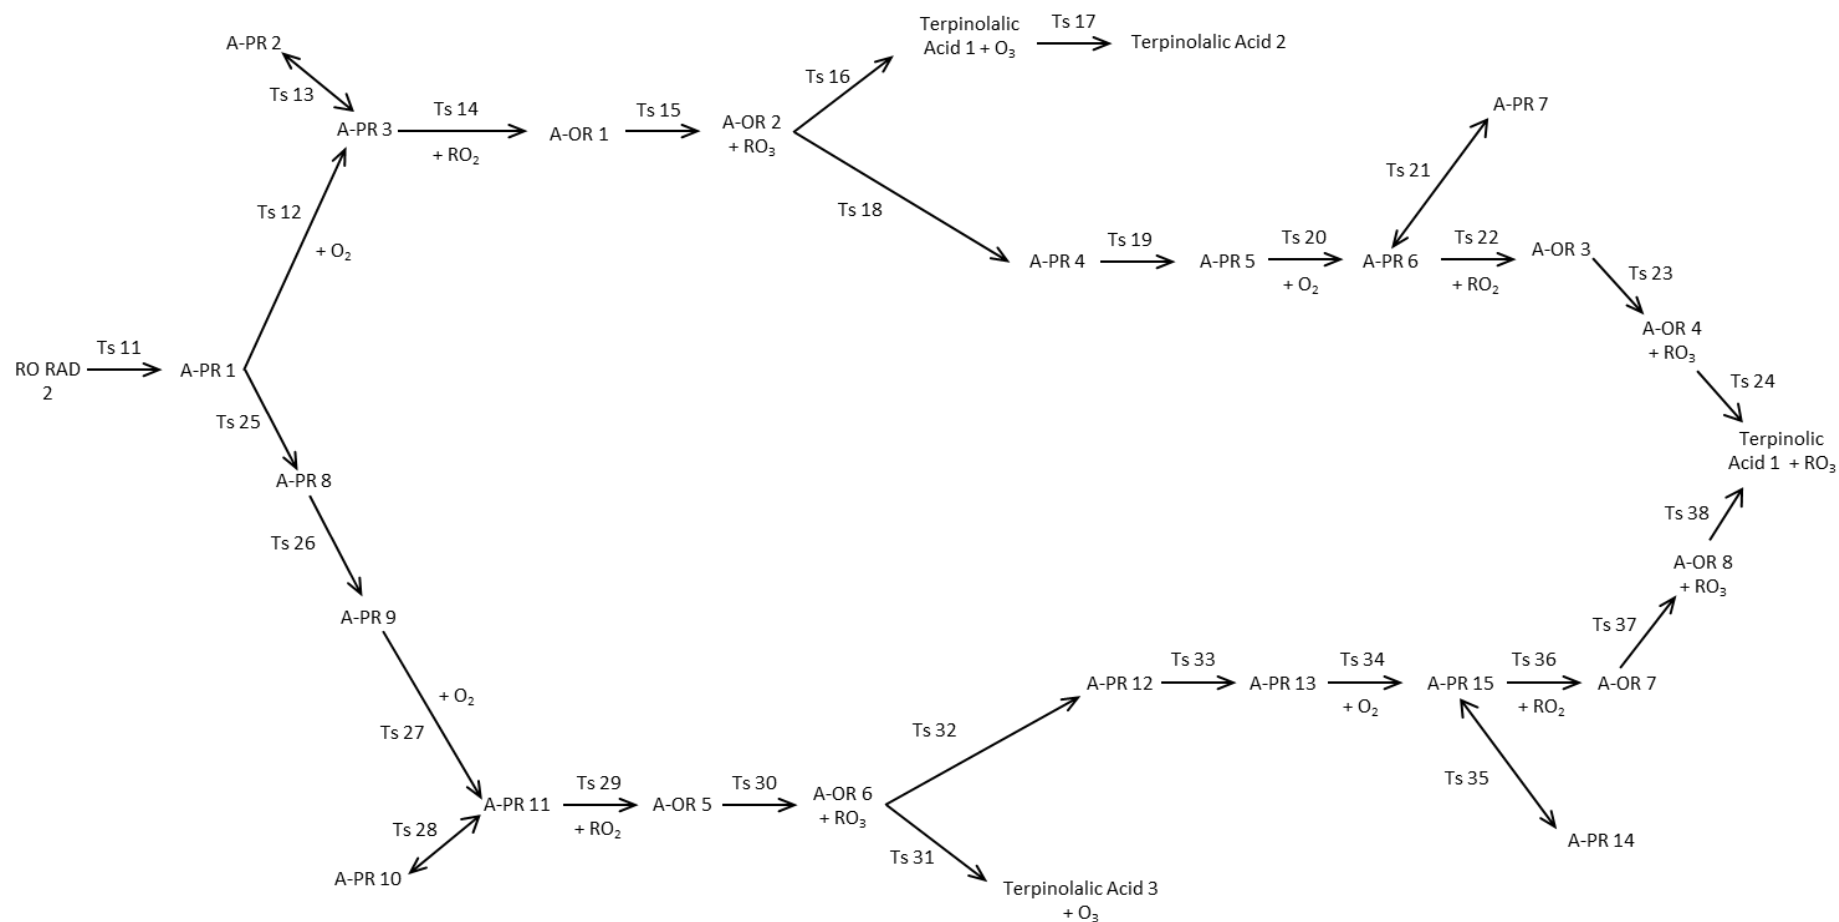 Terpinolalic
Acid 1 + O₃
Ts 17
Terpinolalic Acid 2
A-PR 2
Ts 13
Ts 16
A-PR 3
Ts 14
+ RO₂
A-OR 1
Ts 15
A-OR 2
+ RO₃
A-PR 7
Ts 21
Ts 12
+ O₂
Ts 18
A-PR 4
Ts 19
A-PR 5
Ts 20
+ O₂
A-PR 6
Ts 22
+ RO₂
A-OR 3
Ts 23
A-OR 4
+ RO₃
Ts 24
RO RAD
2
Ts 11
A-PR 1
Ts 25
Terpinolic
Acid 1 + RO₃
A-PR 8
Ts 26
Ts 38
A-OR 8
+ RO₃
A-PR 9
Ts 37
+ O₂
Ts 27
A-PR 12
Ts 33
A-PR 13
Ts 34
+ O₂
A-PR 15
Ts 36
+ RO₂
A-OR 7
Ts 32
Ts 35
A-PR 11
Ts 29
+ RO₂
A-OR 5
Ts 30
A-OR 6
+ RO₃
Ts 28
A-PR 10
Ts 31
A-PR 14
Terpinolalic Acid 3
+ O₃